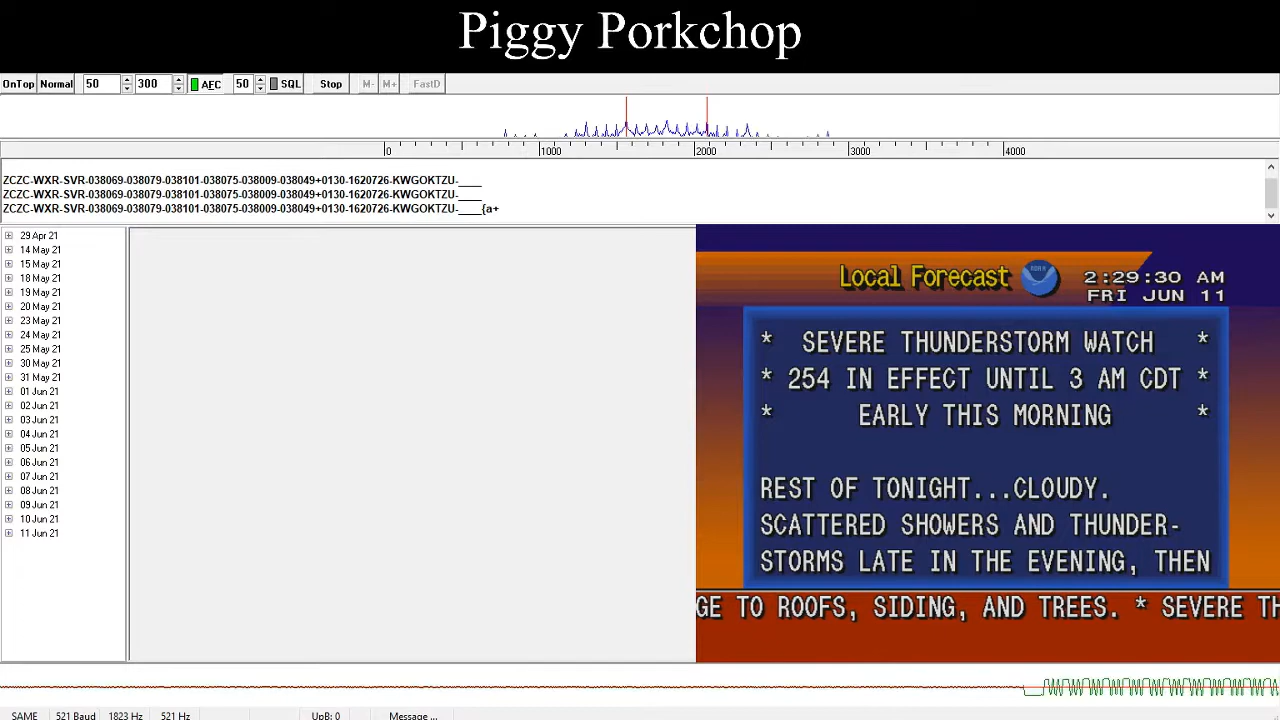 Piggy Porkchop
OnTop Normal 50 300 AFC 50 SQL Stop M- M+ FastD
0 1000 2000 3000 4000
ZCZC-WXR-SVR-038069-038079-038101-038075-038009-038049+0130-1620726-KWGOKTZU-____
ZCZC-WXR-SVR-038069-038079-038101-038075-038009-038049+0130-1620726-KWGOKTZU-____
ZCZC-WXR-SVR-038069-038079-038101-038075-038009-038049+0130-1620726-KWGOKTZU-____{a+
29 Apr 21
14 May 21
15 May 21
18 May 21
19 May 21
20 May 21
23 May 21
24 May 21
25 May 21
30 May 21
31 May 21
01 Jun 21
02 Jun 21
03 Jun 21
04 Jun 21
05 Jun 21
06 Jun 21
07 Jun 21
08 Jun 21
09 Jun 21
10 Jun 21
11 Jun 21
Local Forecast
2:29:30 AM
FRI JUN 11
* SEVERE THUNDERSTORM WATCH *
* 254 IN EFFECT UNTIL 3 AM CDT *
* EARLY THIS MORNING *
REST OF TONIGHT...CLOUDY.
SCATTERED SHOWERS AND THUNDER-
STORMS LATE IN THE EVENING, THEN
GE TO ROOFS, SIDING, AND TREES. * SEVERE TH
SAME 521 Baud 1823 Hz 521 Hz UpB: 0 Message ...